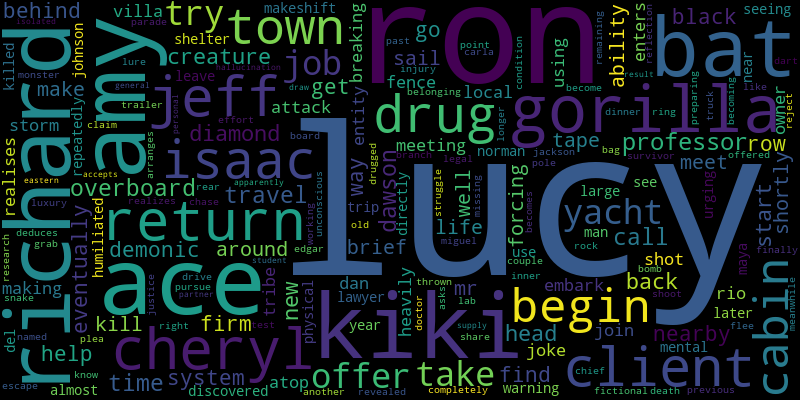 lucy
ron
richard
amy
ace
kiki
bat
gorilla
cheryl
return
jeff
isaac
drug
client
begin
cabin
yacht
town
try
job
offer
take
professor
diamond
overboard
travel
demonic
around
creature
behind
villa
makeshift
shelter
storm
make
realises
repeatedly
johnson
killed
monster
trailer
claim
eastern
luxury
research
deduces
grab
snake
del
making
named
plea
help
know
escape
almost
eventually
humiliated
kill
firm
time
system
discovered
atop
tribe
new
rear
arranges
realizes
chase
drive
pursue
partner
justice
student
right
test
another
revealed
doctor
completely
parade
lure
hallucination
past
carla
point
injury
condition
general
draw
result
longing
become
leave
attack
get
sail
go
fence
breaking
entity
way
dawson
meeting
tape
local
using
ability
enters
black
seeing
near
owner
row
meet
shortly
start
call
shot
back
nearby
rio
later
flee
meanwhile
join
find
head
joke
warning
use
life
well
directly
forcing
norman
jackson
pole
bag
branch
legal
longer
brief
trip
board
unconscious
working
edgar
physical
dan
lawyer
mr
lab
year
heavily
thrown
asks
supply
share
old
miguel
struggle
missing
drugged
large
see
man
rock
couple
inner
becomes
embark
bomb
shoot
mental
chief
fictional
death
previous
finally
maya
urging
offered
survivor
ring
truck
becoming
preparing
dinner
remaining
reflection
like
dart
reject
effort
personal
accepts
apparently
isolated